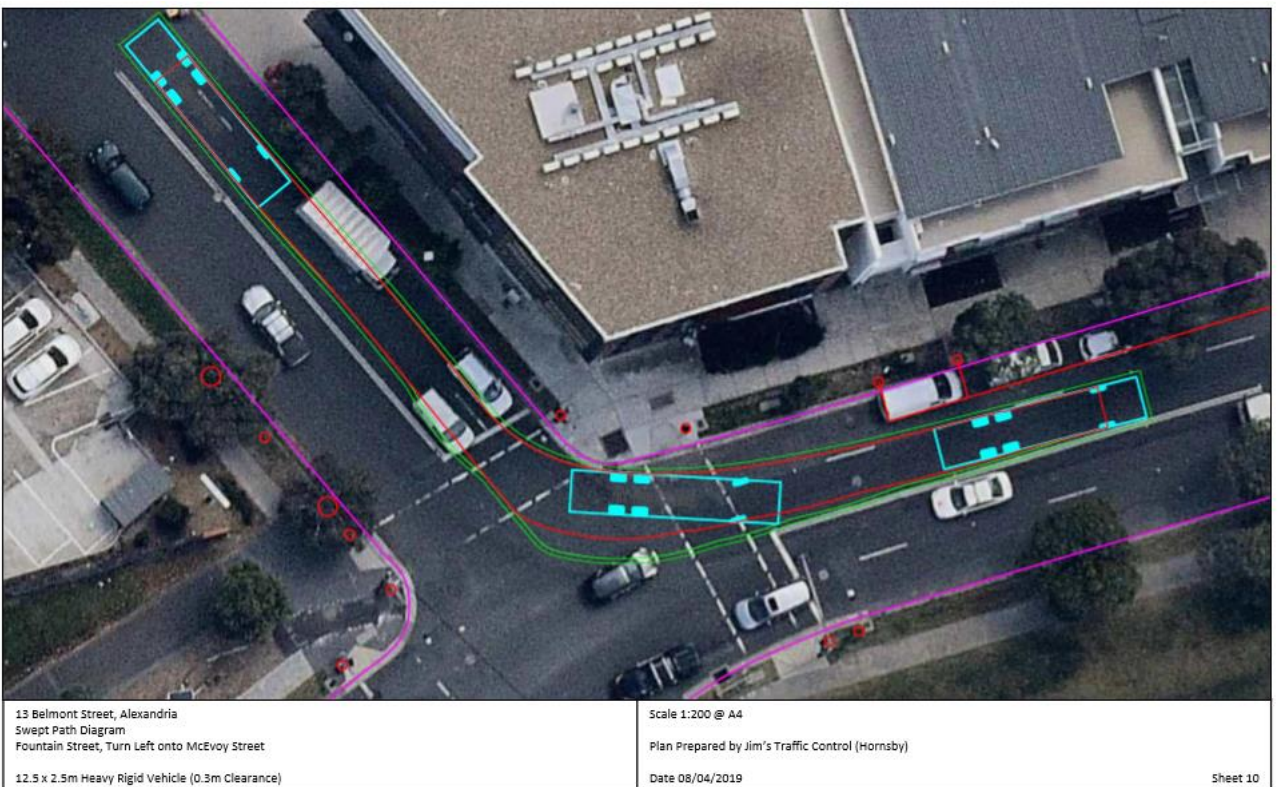 13 Belmont Street, Alexandria
Swept Path Diagram
Fountain Street, Turn Left onto McEvoy Street
12.5 x 2.5m Heavy Rigid Vehicle (0.3m Clearance)
Scale 1:200 @ A4
Plan Prepared by Jim's Traffic Control (Hornsby)
Date 08/04/2019
Sheet 10